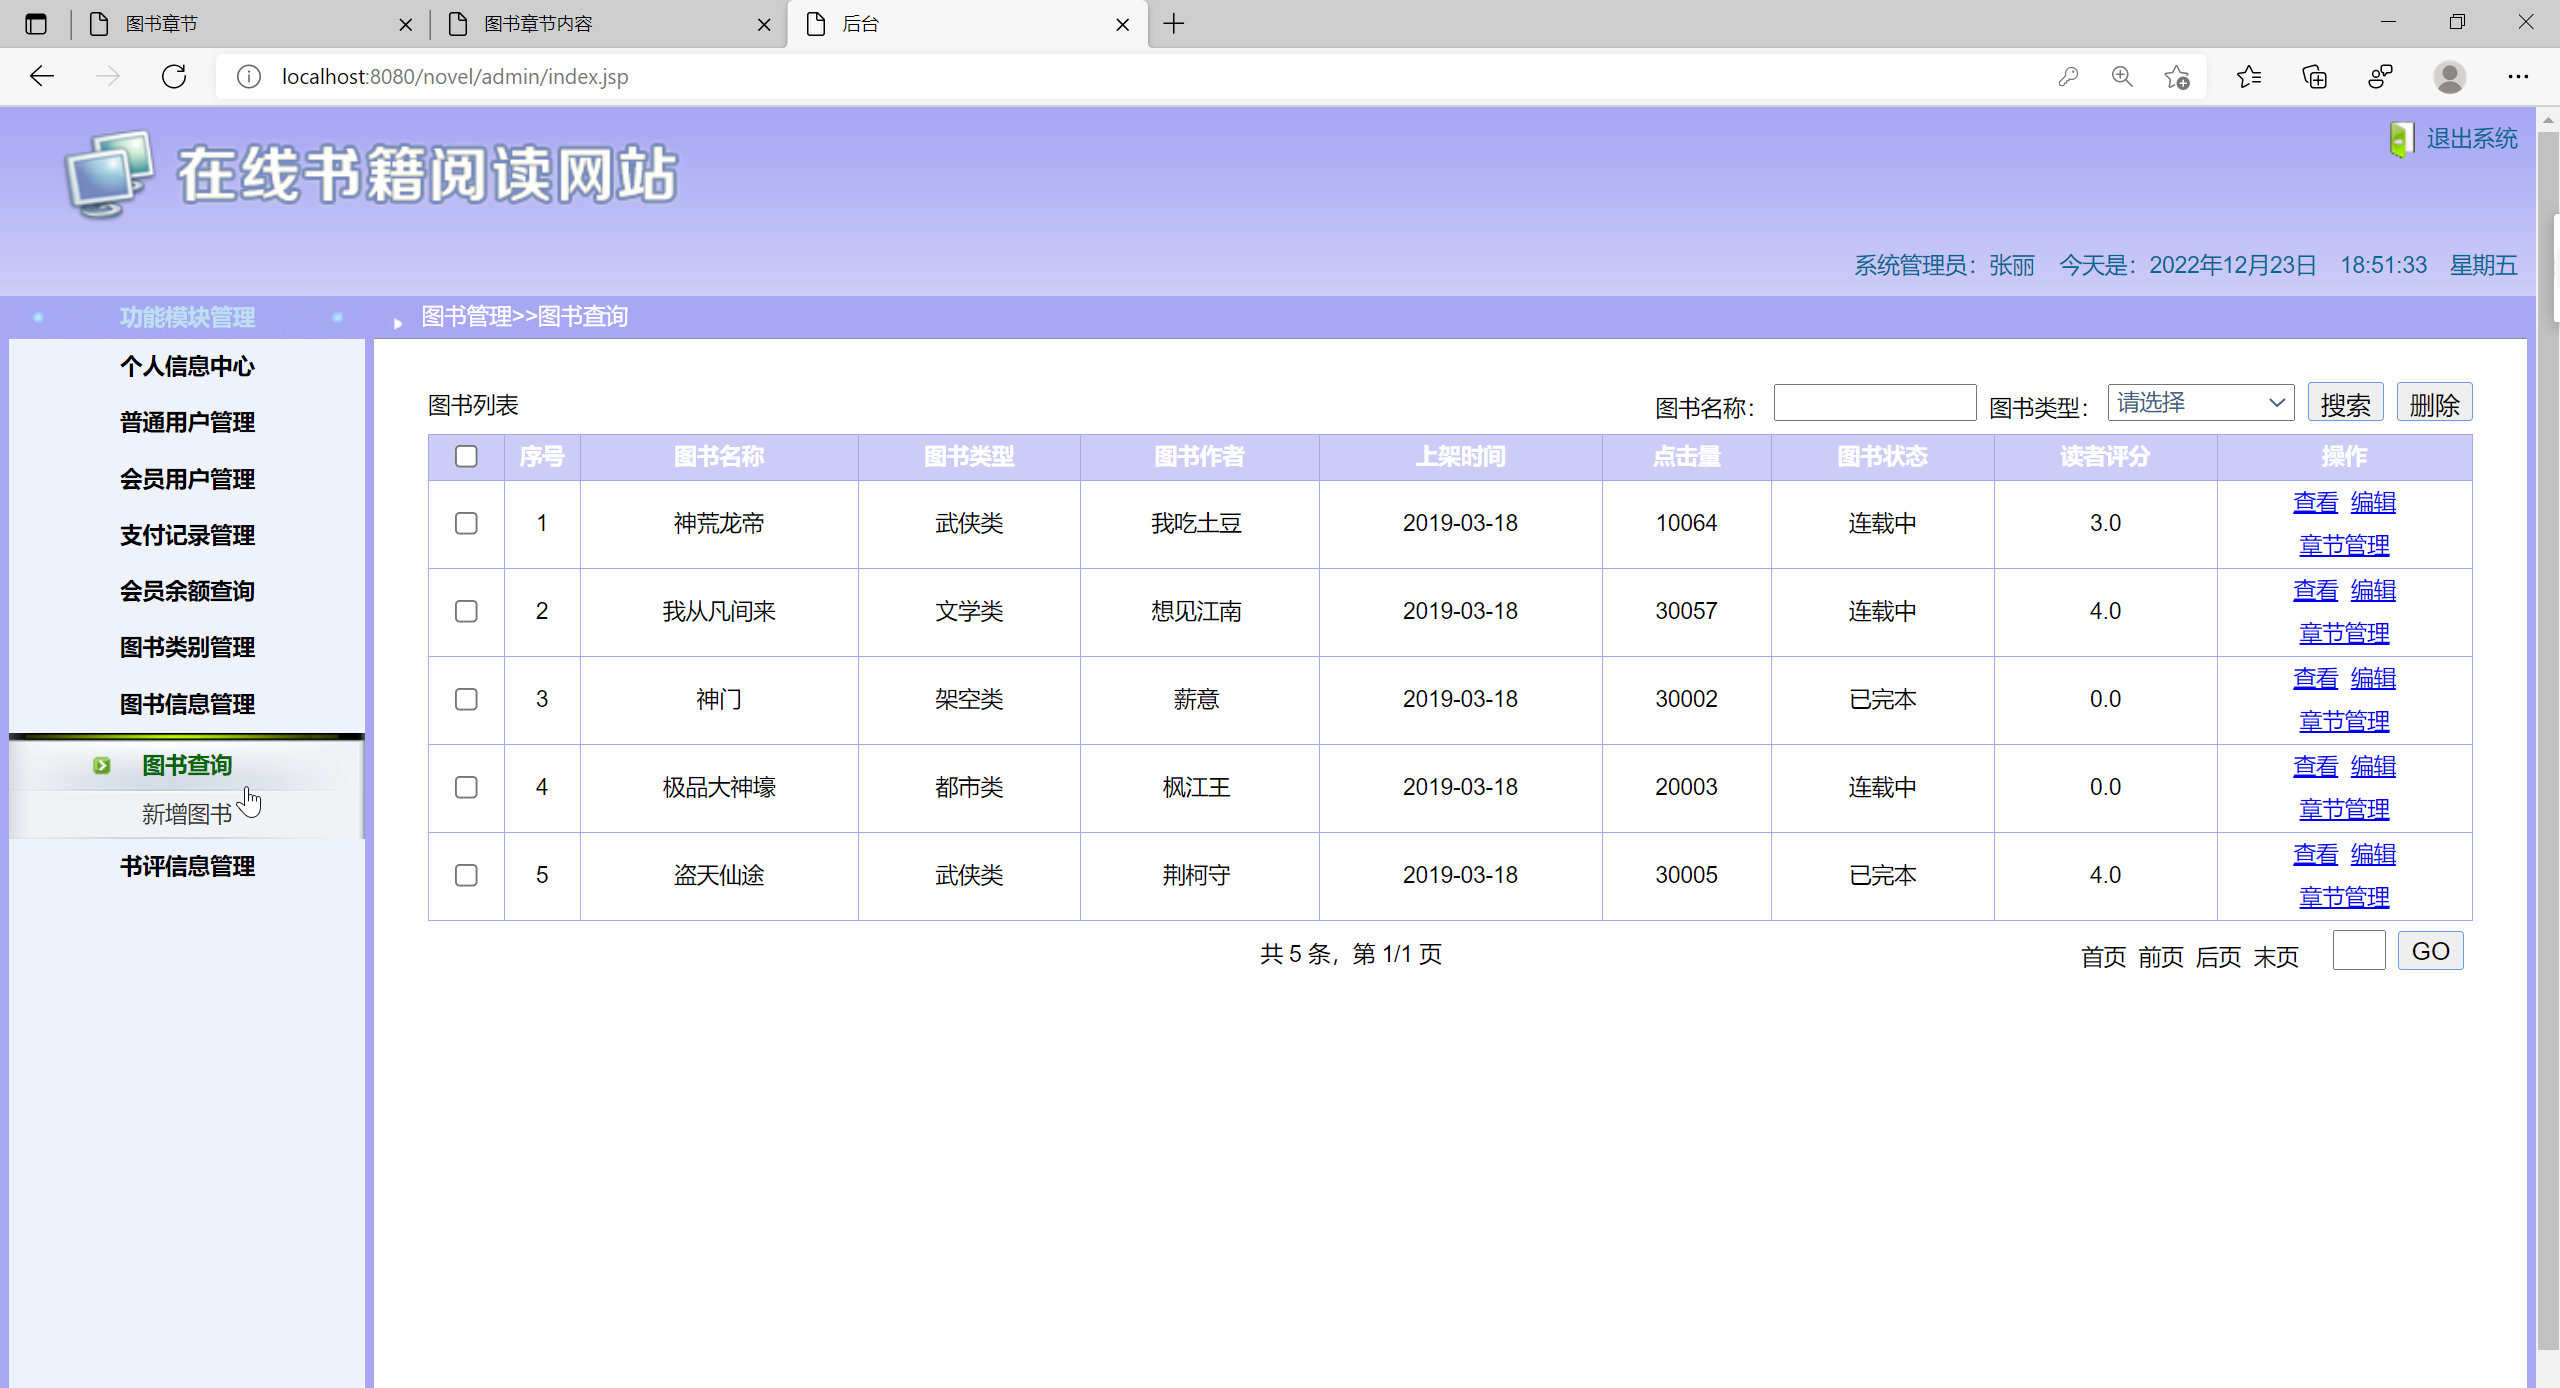 图书章节
图书章节内容
后台
localhost:8080/novel/admin/index.jsp
在线书籍阅读网站
退出系统
系统管理员：张丽 今天是：2022年12月23日 18:51:33 星期五
功能模块管理
图书管理>>图书查询
个人信息中心
普通用户管理
会员用户管理
支付记录管理
会员余额查询
图书类别管理
图书信息管理
图书查询
新增图书
书评信息管理
图书列表 图书名称： 图书类型： 请选择 搜索 删除
序号 图书名称 图书类型 图书作者 上架时间 点击量 图书状态 读者评分 操作
1 神荒龙帝 武侠类 我吃土豆 2019-03-18 10064 连载中 3.0 查看 编辑
章节管理
2 我从凡间来 文学类 想见江南 2019-03-18 30057 连载中 4.0 查看 编辑
章节管理
3 神门 架空类 薪意 2019-03-18 30002 已完本 0.0 查看 编辑
章节管理
4 极品大神壕 都市类 枫江王 2019-03-18 20003 连载中 0.0 查看 编辑
章节管理
5 盗天仙途 武侠类 荆柯守 2019-03-18 30005 已完本 4.0 查看 编辑
章节管理
共 5 条，第 1/1 页 首页 前页 后页 末页 GO